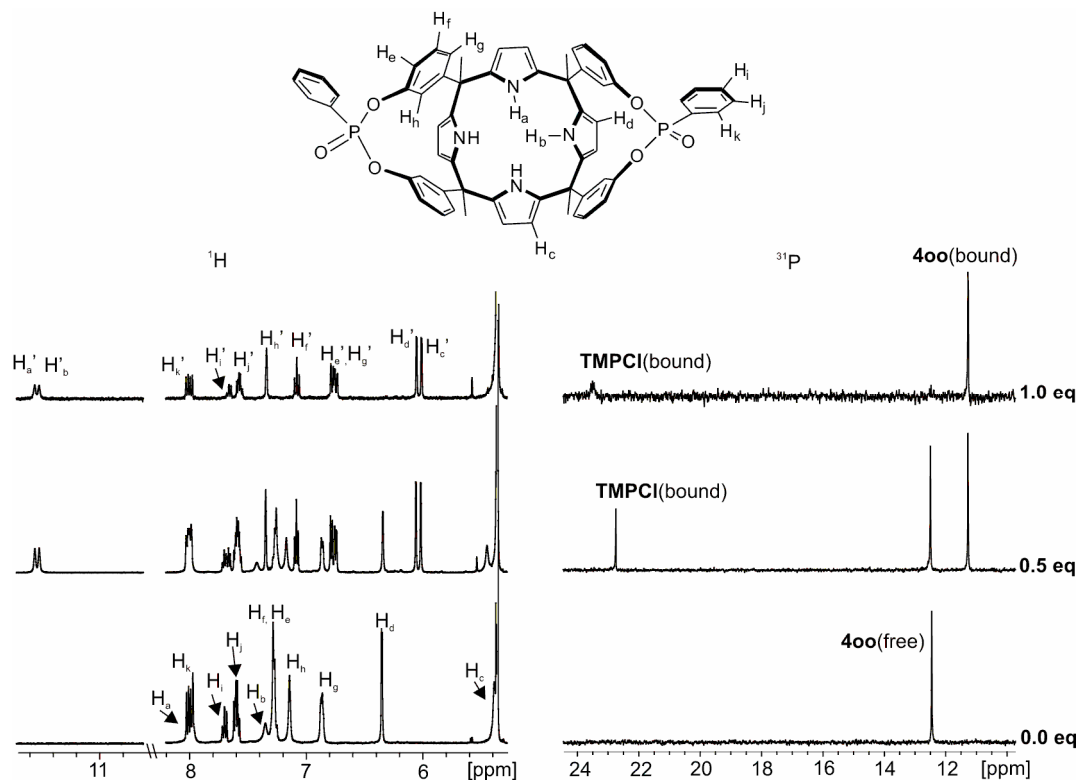 Hf
He
Hg
Hi
Hj
Hk
O
Hh
N
Ha
Hb
N
Hd
O
P
O
O
P
O
NH
O
O
H
N
Hc
¹H
³¹P
4oo(bound)
Ha'
Hb'
Hk'
Hi'
Hj'
Hh'
Hf'
He', Hg'
Hd'
Hc'
TMPCl(bound)
1.0 eq
TMPCl(bound)
0.5 eq
Ha
Hk
Hi
Hj
Hb
Hf, He
Hh
Hg
Hd
Hc
4oo(free)
0.0 eq
11 8 7 6 [ppm]
24 22 20 18 16 14 12 [ppm]